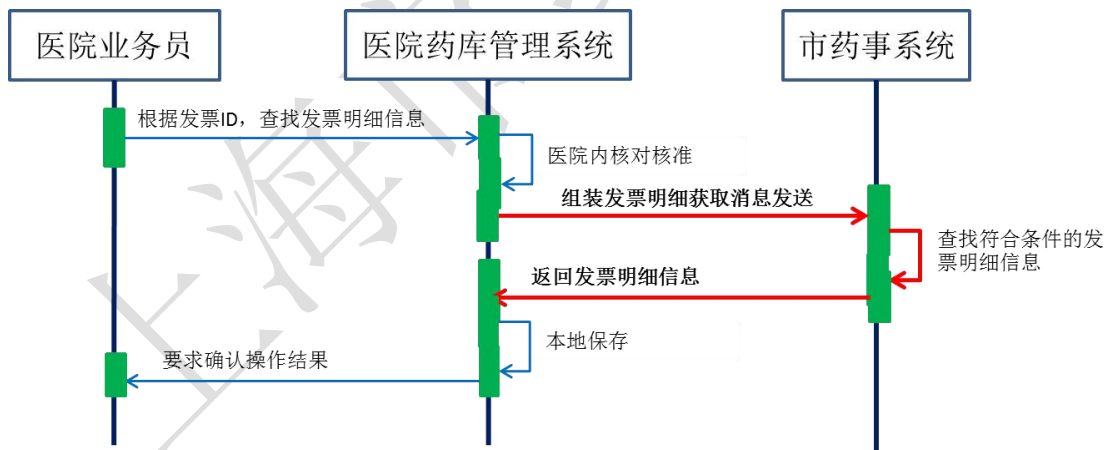 医院业务员
医院药库管理系统
市药事系统
根据发票ID，查找发票明细信息
医院内核对核准
组装发票明细获取消息发送
查找符合条件的发
票明细信息
返回发票明细信息
本地保存
要求确认操作结果
上海